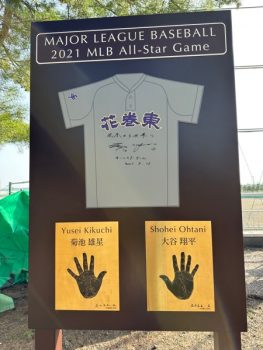 MAJOR LEAGUE BASEBALL
2021 MLB All-Star Game
花巻東
Yusei Kikuchi
菊池 雄星
Shohei Ohtani
大谷 翔平